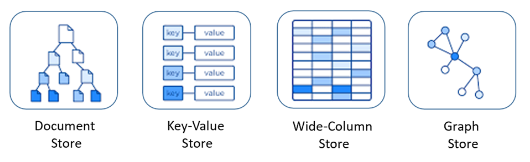 key value
key value
key value
key value
Document
Store
Key-Value
Store
Wide-Column
Store
Graph
Store